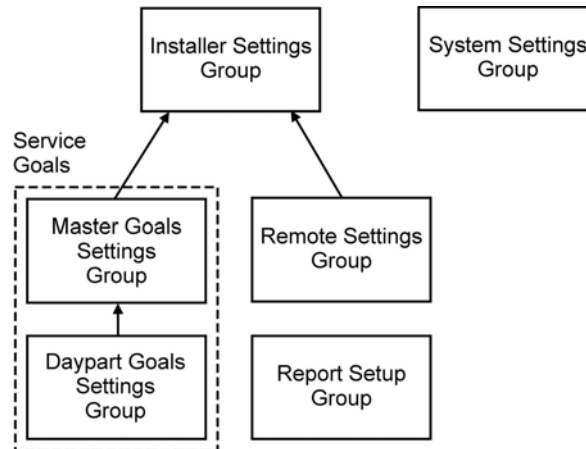 Installer Settings
Group
System Settings
Group
Service
Goals
Master Goals
Settings
Group
Remote Settings
Group
Daypart Goals
Settings
Group
Report Setup
Group